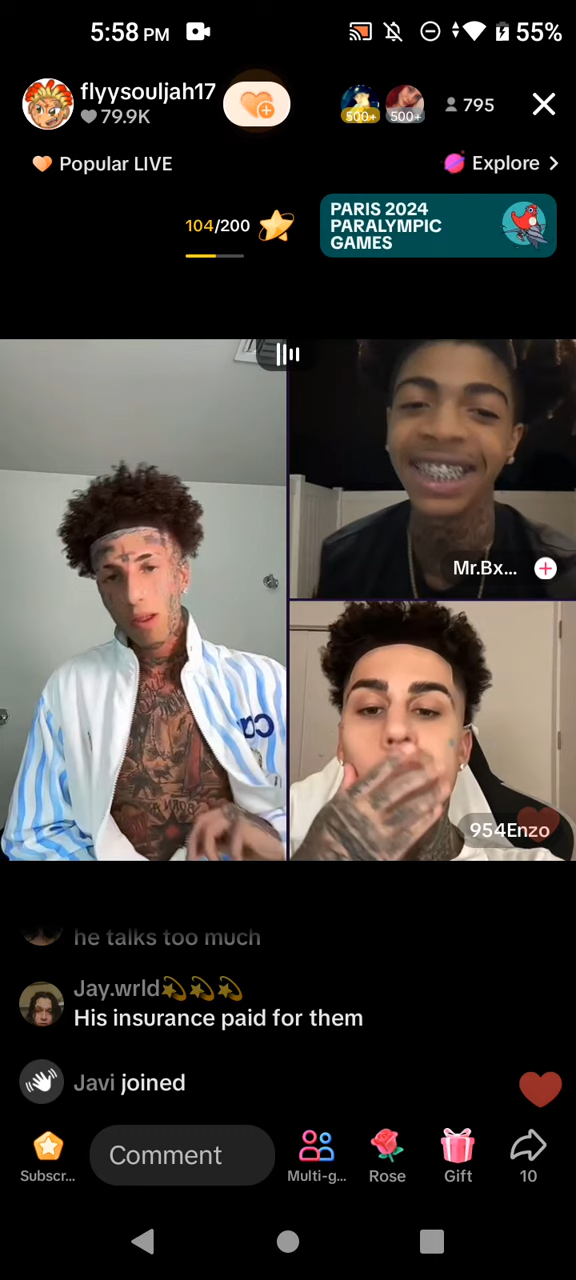 5:58 PM
55%
flyysouljah17
79.9K
500+
500+
795
Popular LIVE
Explore
104/200
PARIS 2024
PARALYMPIC
GAMES
Mr.Bx...
954Enzo
he talks too much
Jay.wrld💫💫💫
His insurance paid for them
Javi joined
Comment
Subscr...
Multi-g...
Rose
Gift
10